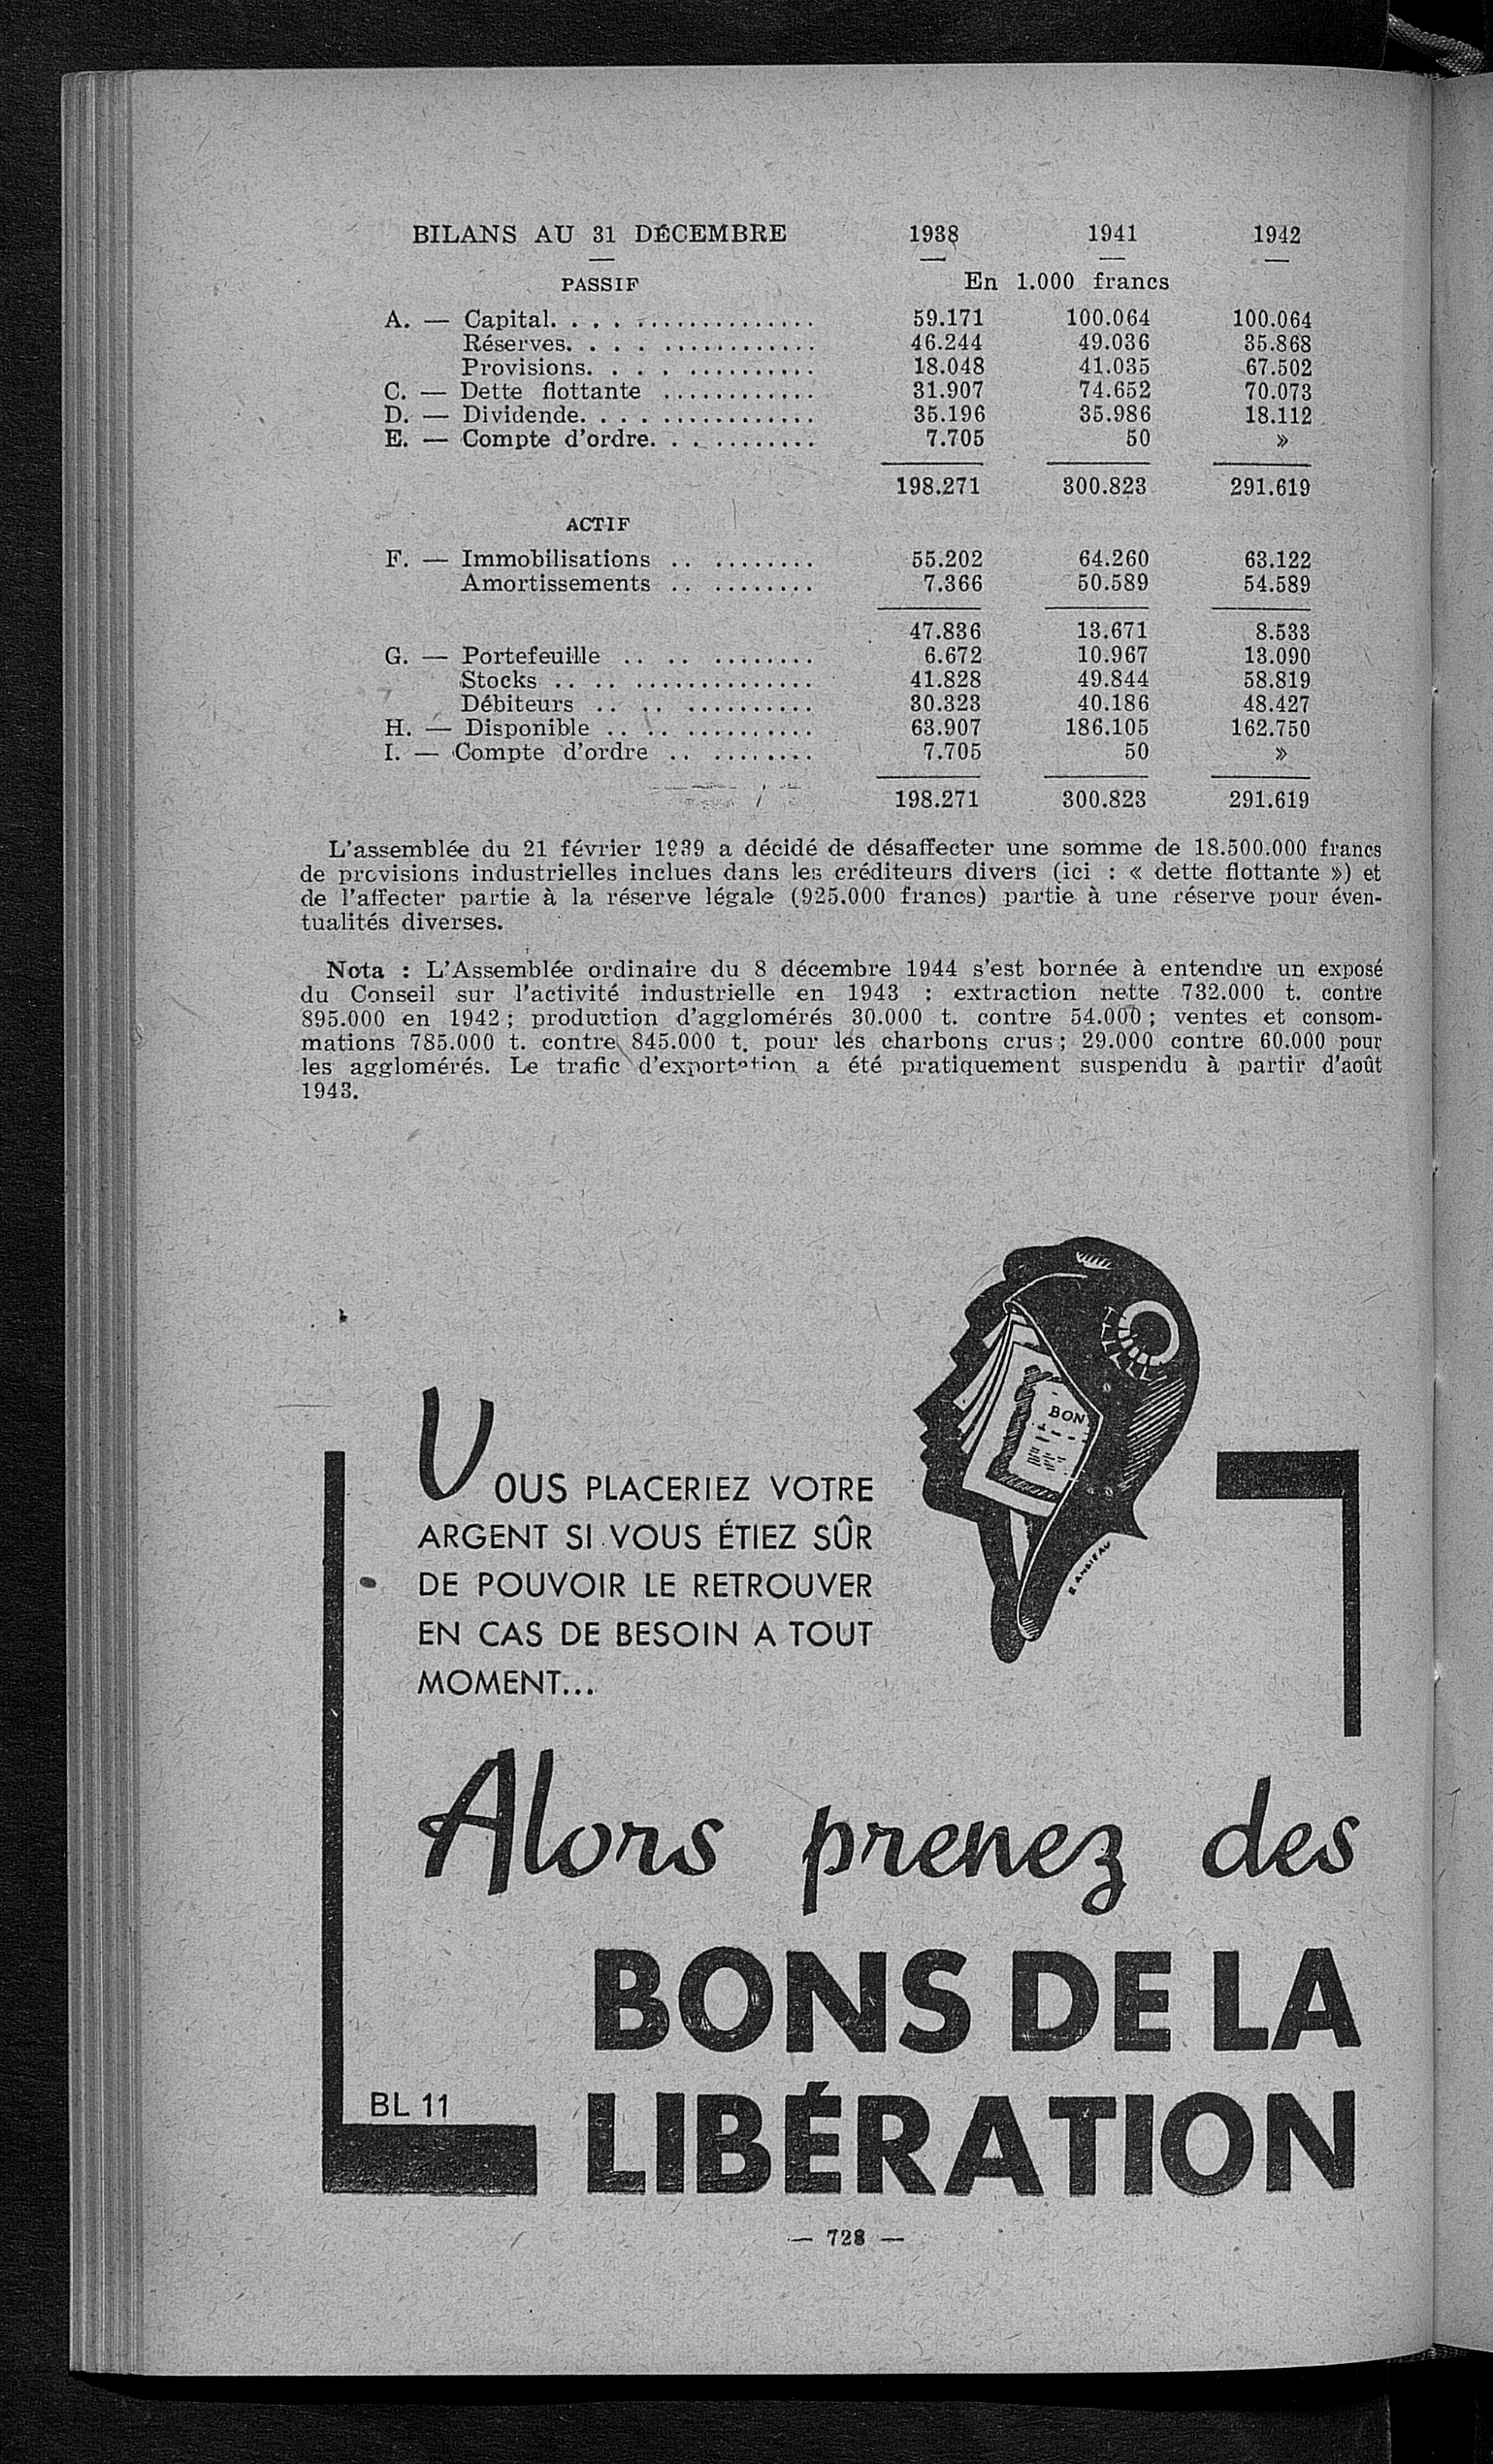 BILANS AU 31 DÉCEMBRE 1938 1941 1942
PASSIF En 1.000 francs
A. — Capital. . . . . . . . . . . . . . . . . . . 59.171 100.064 100.064
Réserves. . . . . . . . . . . . . . . . . 46.244 49.036 35.868
Provisions. . . . . . . . . . . . . . . 18.048 41.035 67.502
C. — Dette flottante . . . . . . . . . . . . 31.907 74.652 70.073
D. — Dividende. . . . . . . . . . . . . . . . . . 35.196 35.986 18.112
E. — Compte d'ordre. . . . . . . . . . . . 7.705 50 »
198.271 300.823 291.619
ACTIF
F. — Immobilisations .. ........ 55.202 64.260 63.122
Amortissements .. ........ 7.366 50.589 54.589
47.836 13.671 8.533
G. — Portefeuille .. .. ........ 6.672 10.967 13.090
Stocks .. .. .............. 41.828 49.844 58.819
Débiteurs .. .. .......... 30.323 40.186 48.427
H. — Disponible .. .. .......... 63.907 186.105 162.750
I. — Compte d'ordre .. ........ 7.705 50 »
198.271 300.823 291.619
L'assemblée du 21 février 1939 a décidé de désaffecter une somme de 18.500.000 francs
de provisions industrielles inclues dans les créditeurs divers (ici : « dette flottante ») et
de l'affecter partie à la réserve légale (925.000 francs) partie à une réserve pour éven-
tualités diverses.
Nota : L'Assemblée ordinaire du 8 décembre 1944 s'est bornée à entendre un exposé
du Conseil sur l'activité industrielle en 1943 : extraction nette 732.000 t. contre
895.000 en 1942 ; production d'agglomérés 30.000 t. contre 54.000 ; ventes et consom-
mations 785.000 t. contre 845.000 t. pour les charbons crus ; 29.000 contre 60.000 pour
les agglomérés. Le trafic d'exportation a été pratiquement suspendu à partir d'août
1943.
BON
VOUS PLACERIEZ VOTRE
ARGENT SI VOUS ÉTIEZ SÛR
DE POUVOIR LE RETROUVER
EN CAS DE BESOIN A TOUT
MOMENT...
Alors prenez des
BONS DE LA
BL 11
LIBÉRATION
— 728 —